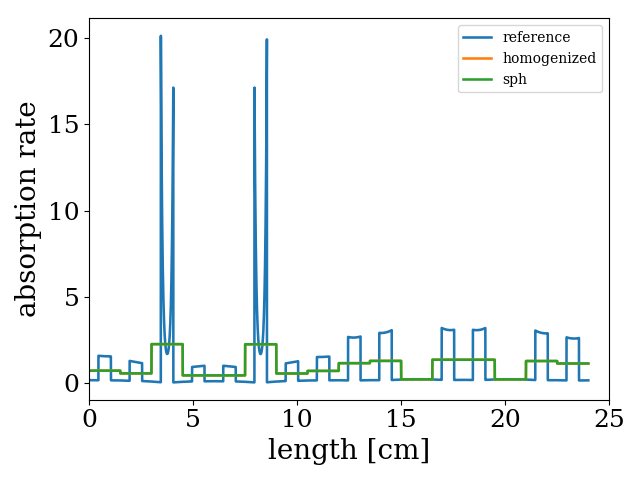 20
15
10
5
0
absorption rate
reference
homogenized
sph
0 5 10 15 20 25
length [cm]